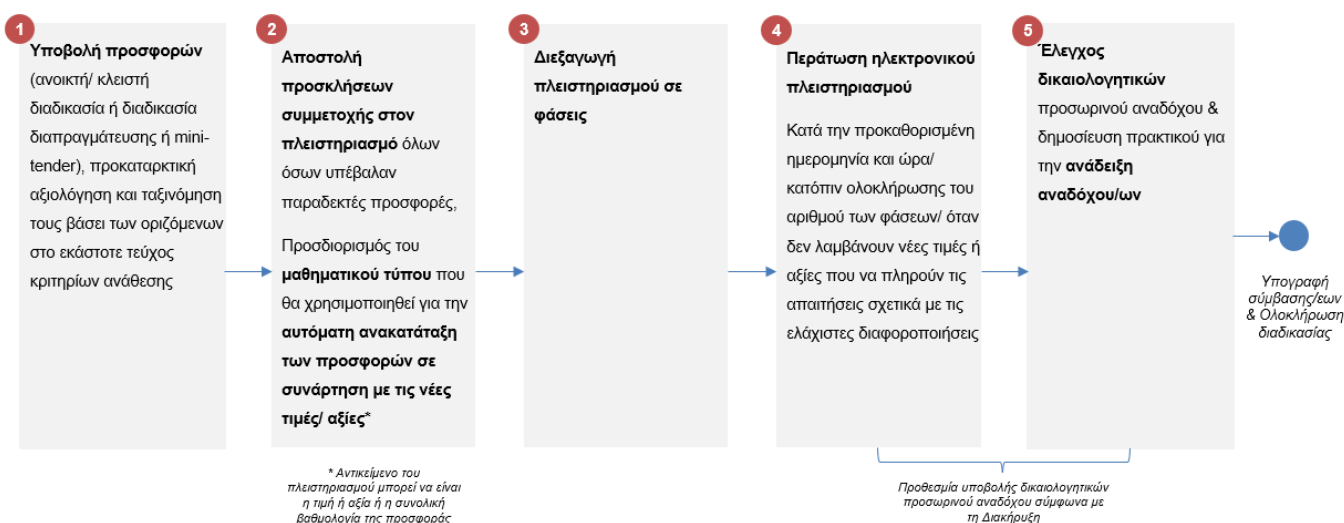 1
Υποβολή προσφορών
(ανοικτή/ κλειστή
διαδικασία ή διαδικασία
διαπραγμάτευσης ή mini-
tender), προκαταρκτική
αξιολόγηση και ταξινόμηση
τους βάσει των οριζόμενων
στο εκάστοτε τεύχος
κριτηρίων ανάθεσης
2
Αποστολή
προσκλήσεων
συμμετοχής στον
πλειστηριασμό όλων
όσων υπέβαλαν
παραδεκτές προσφορές,
Προσδιορισμός του
μαθηματικού τύπου που
θα χρησιμοποιηθεί για την
αυτόματη ανακατάταξη
των προσφορών σε
συνάρτηση με τις νέες
τιμές/ αξίες*
* Αντικείμενο του
πλειστηριασμού μπορεί να είναι
η τιμή ή αξία ή η συνολική
βαθμολογία της προσφοράς
3
Διεξαγωγή
πλειστηριασμού σε
φάσεις
4
Περάτωση ηλεκτρονικού
πλειστηριασμού
Κατά την προκαθορισμένη
ημερομηνία και ώρα/
κατόπιν ολοκλήρωσης του
αριθμού των φάσεων/ όταν
δεν λαμβάνουν νέες τιμές ή
αξίες που να πληρούν τις
απαιτήσεις σχετικά με τις
ελάχιστες διαφοροποιήσεις
5
Έλεγχος
δικαιολογητικών
προσωρινού αναδόχου &
δημοσίευση πρακτικού για
την ανάδειξη
αναδόχου/ων
Προθεσμία υποβολής δικαιολογητικών
προσωρινού αναδόχου σύμφωνα με
τη Διακήρυξη
Υπογραφή
σύμβασης/εων
& Ολοκλήρωση
διαδικασίας